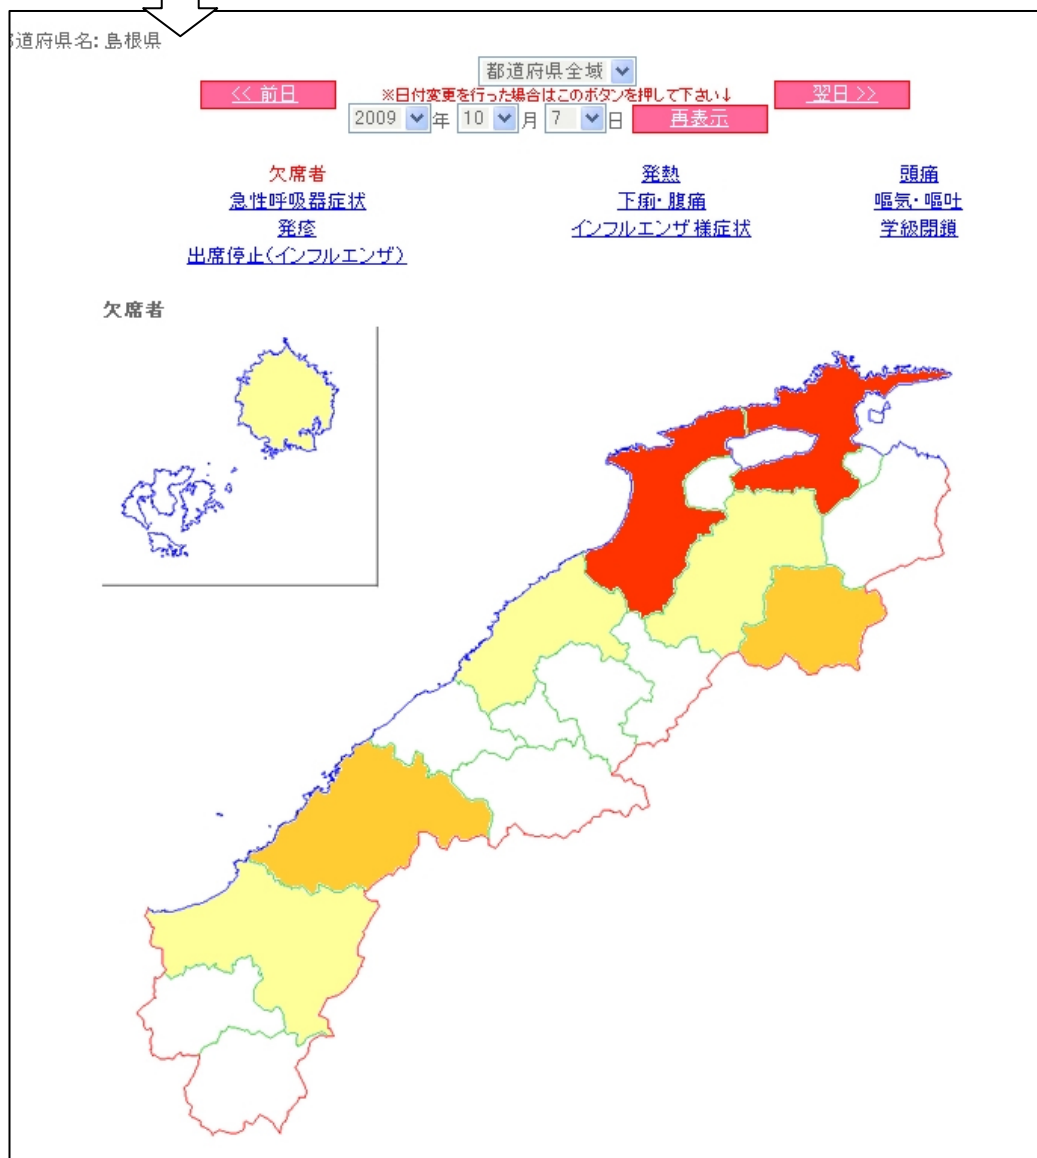 道府県名: 島根県
都道府県全域
<< 前日
※日付変更を行った場合はこのボタンを押して下さい↓
翌日 >>
2009 年 10 月 7 日 再表示
欠席者 発熱 頭痛
急性呼吸器症状 下痢・腹痛 嘔気・嘔吐
発疹 インフルエンザ様症状 学級閉鎖
出席停止(インフルエンザ)
欠席者